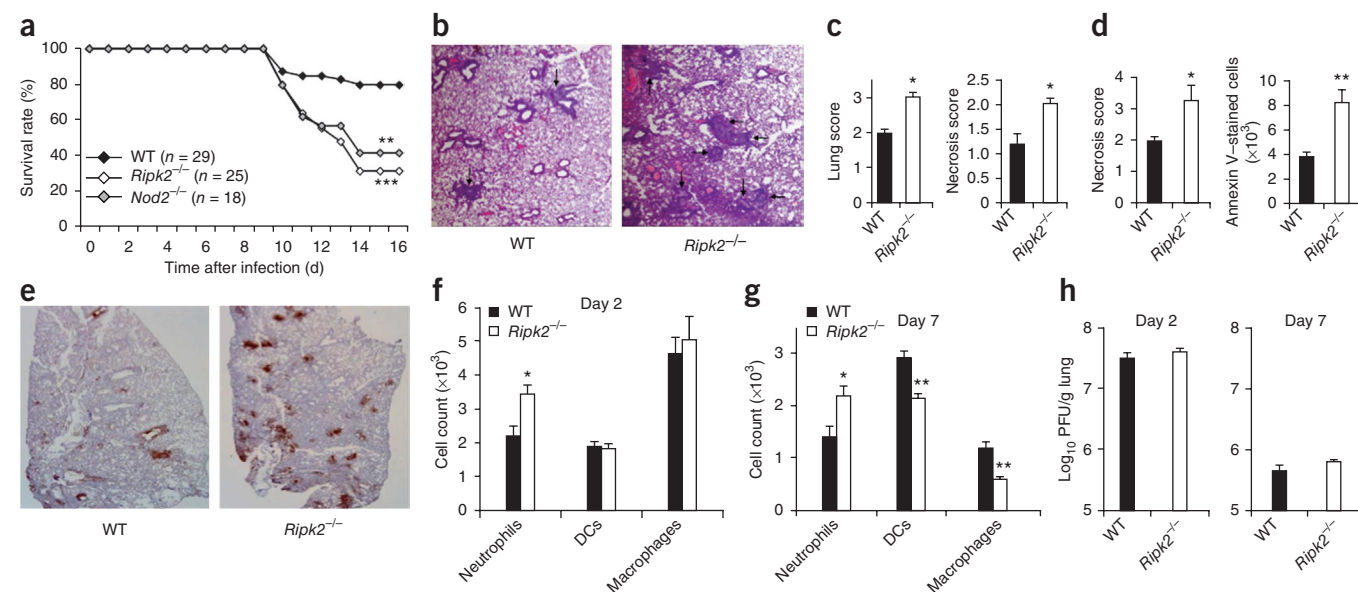 a
100
80
60
40
20
0
Survival rate (%)
WT (n = 29)
Ripk2–/– (n = 25)
Nod2–/– (n = 18)
**
***
0 2 4 6 8 10 12 14 16
Time after infection (d)
b
WT
Ripk2–/–
c
Lung score
3
2
1
0
*
WT
Ripk2–/–
Necrosis score
2.5
2.0
1.5
1.0
0.5
0
*
WT
Ripk2–/–
d
Necrosis score
4
3
2
1
0
*
WT
Ripk2–/–
Annexin V–stained cells
(×10³)
10
8
6
4
2
0
**
WT
Ripk2–/–
e
WT
Ripk2–/–
f
WT
Ripk2–/–
Day 2
Cell count (×10³)
6
5
4
3
2
1
0
*
Neutrophils
DCs
Macrophages
g
WT
Ripk2–/–
Day 7
Cell count (×10³)
3
2
1
0
*
**
**
Neutrophils
DCs
Macrophages
h
Log₁₀ PFU/g lung
Day 2
8
7
6
5
WT
Ripk2–/–
Day 7
8
7
6
5
WT
Ripk2–/–